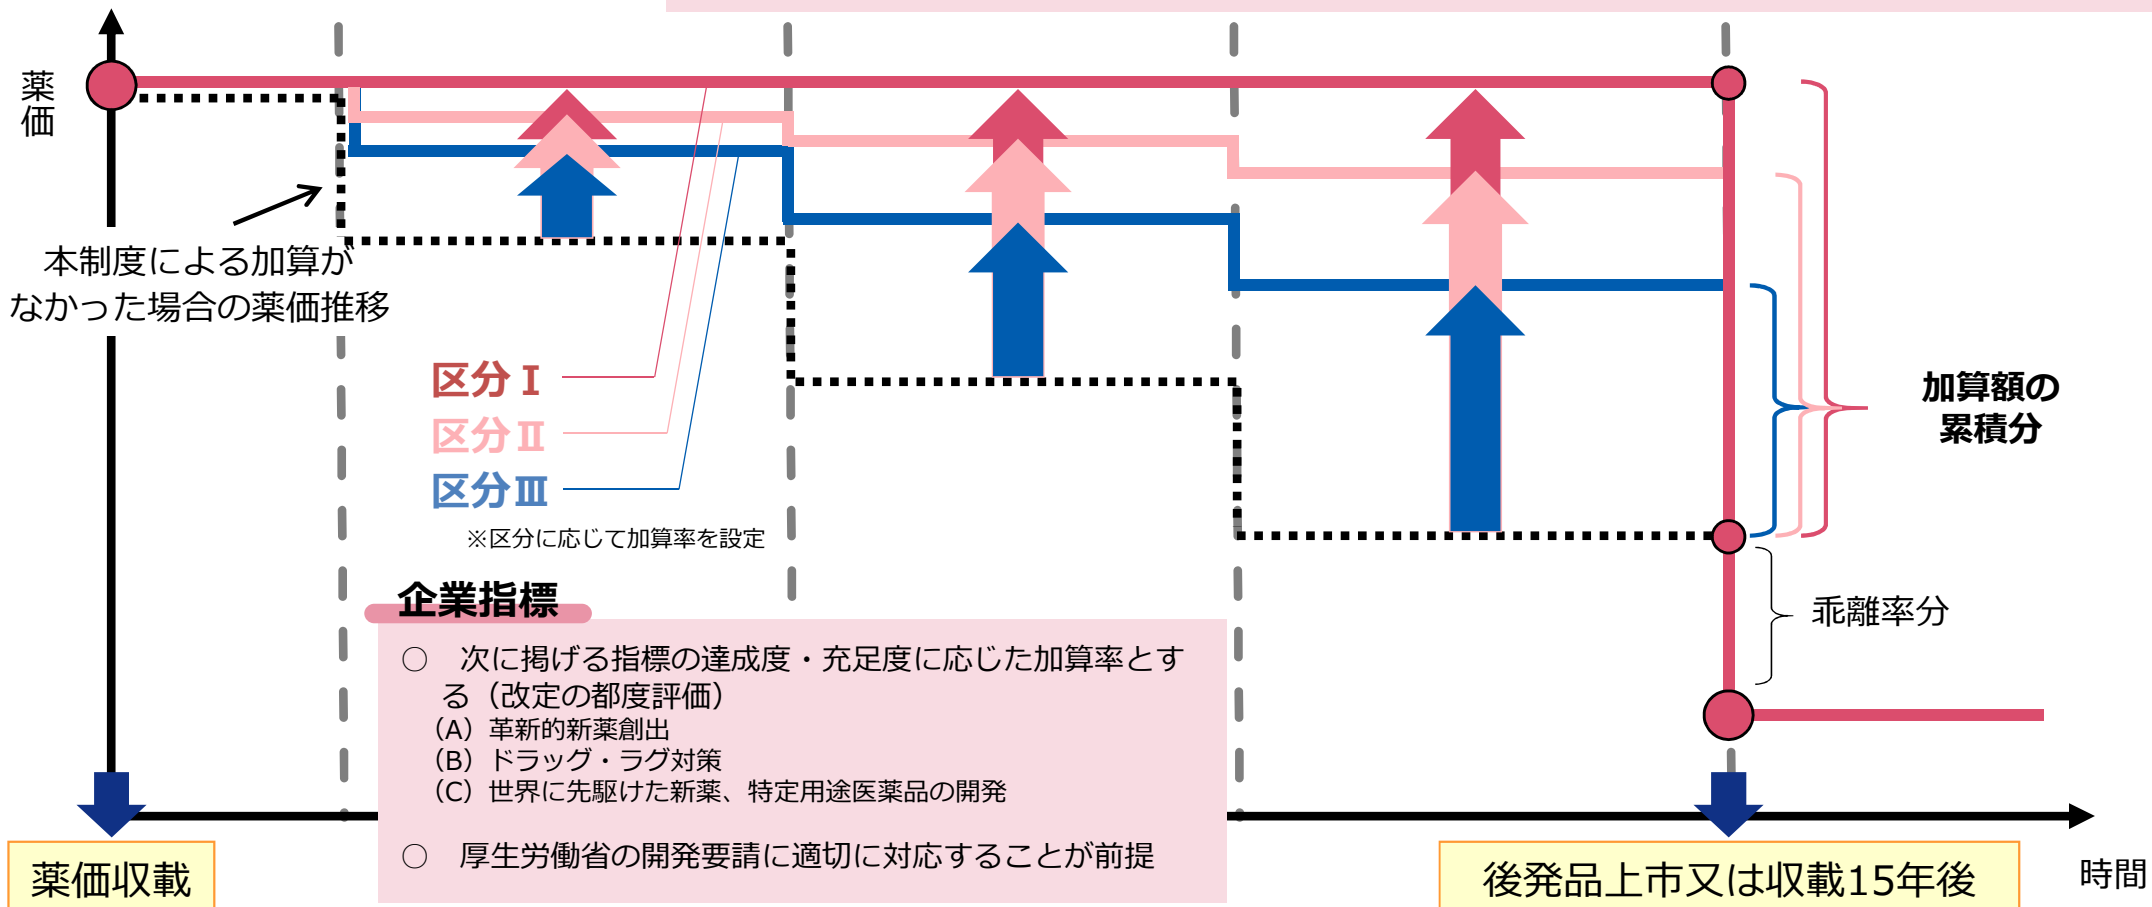 薬価
本制度による加算が
なかった場合の薬価推移
区分Ⅰ
区分Ⅱ
区分Ⅲ
※区分に応じて加算率を設定
加算額の
累積分
乖離率分
企業指標
○　次に掲げる指標の達成度・充足度に応じた加算率とす
る（改定の都度評価）
（A）革新的新薬創出
（B）ドラッグ・ラグ対策
（C）世界に先駆けた新薬、特定用途医薬品の開発
○　厚生労働省の開発要請に適切に対応することが前提
薬価収載
後発品上市又は収載15年後
時間